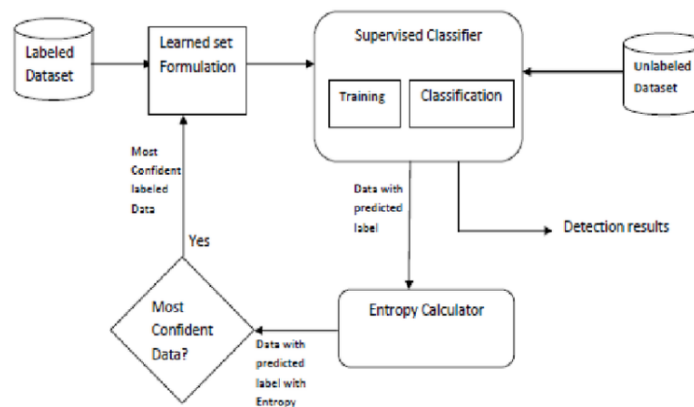 Labeled
Dataset
Learned set
Formulation
Supervised Classifier
Training
Classification
Unlabeled
Dataset
Most
Confident
labeled
Data
Data with
predicted
label
Detection results
Yes
Most
Confident
Data?
Entropy Calculator
Data with
predicted
label with
Entropy